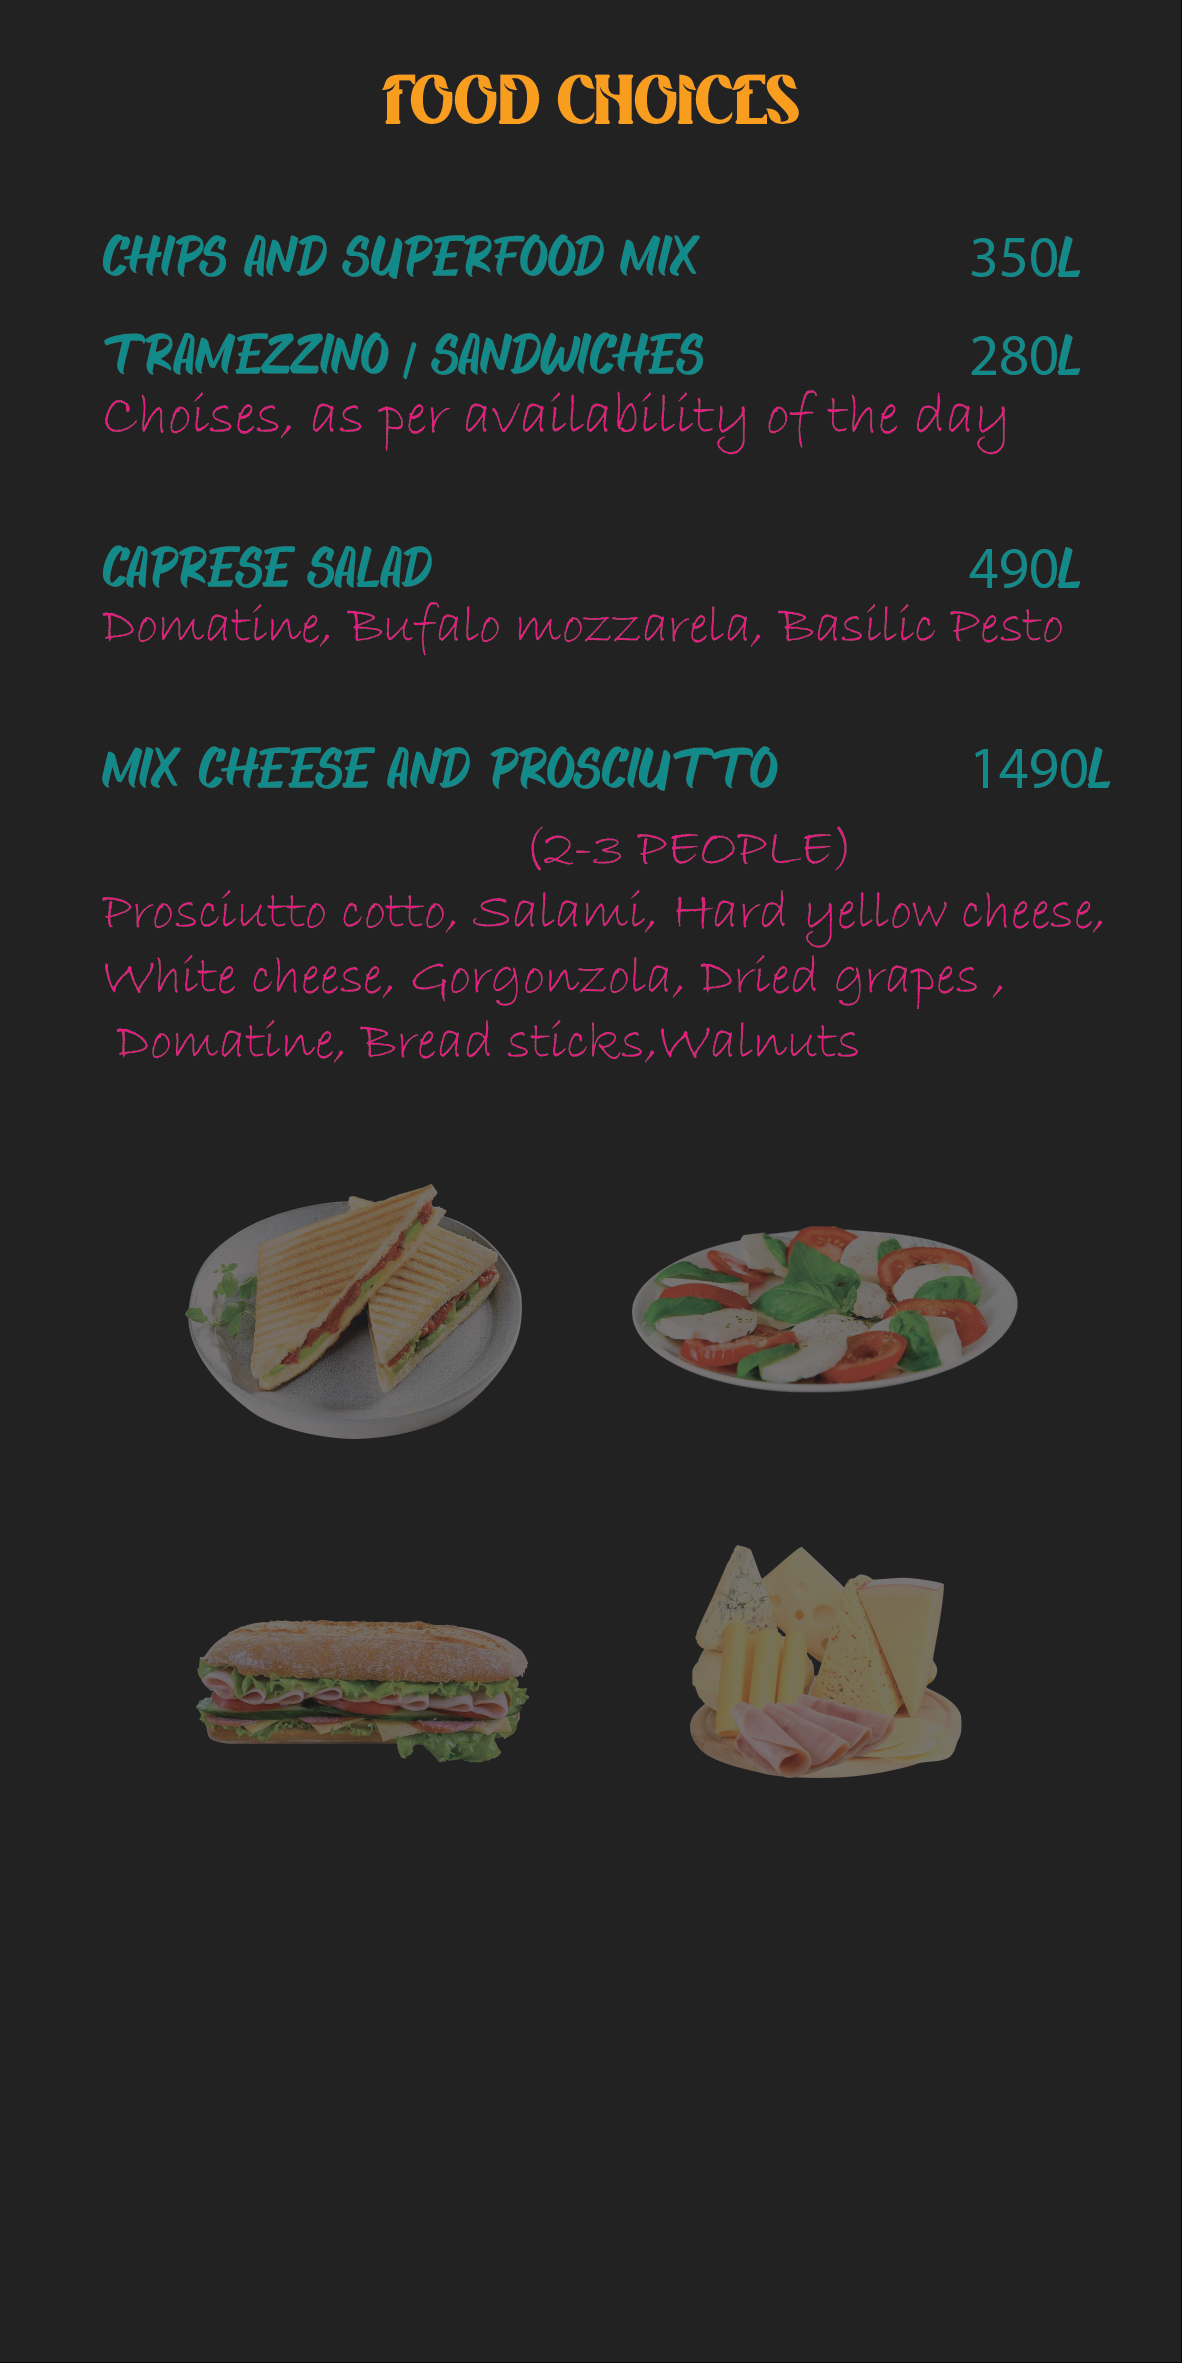 FOOD CHOICES
CHIPS AND SUPERFOOD MIX 350L
TRAMEZZINO / SANDWICHES 280L
Choises, as per availability of the day
CAPRESE SALAD 490L
Domatine, Bufalo mozzarela, Basilic Pesto
MIX CHEESE AND PROSCIUTTO 1490L
(2-3 PEOPLE)
Prosciutto cotto, Salami, Hard yellow cheese,
White cheese, Gorgonzola, Dried grapes ,
Domatine, Bread sticks,Walnuts